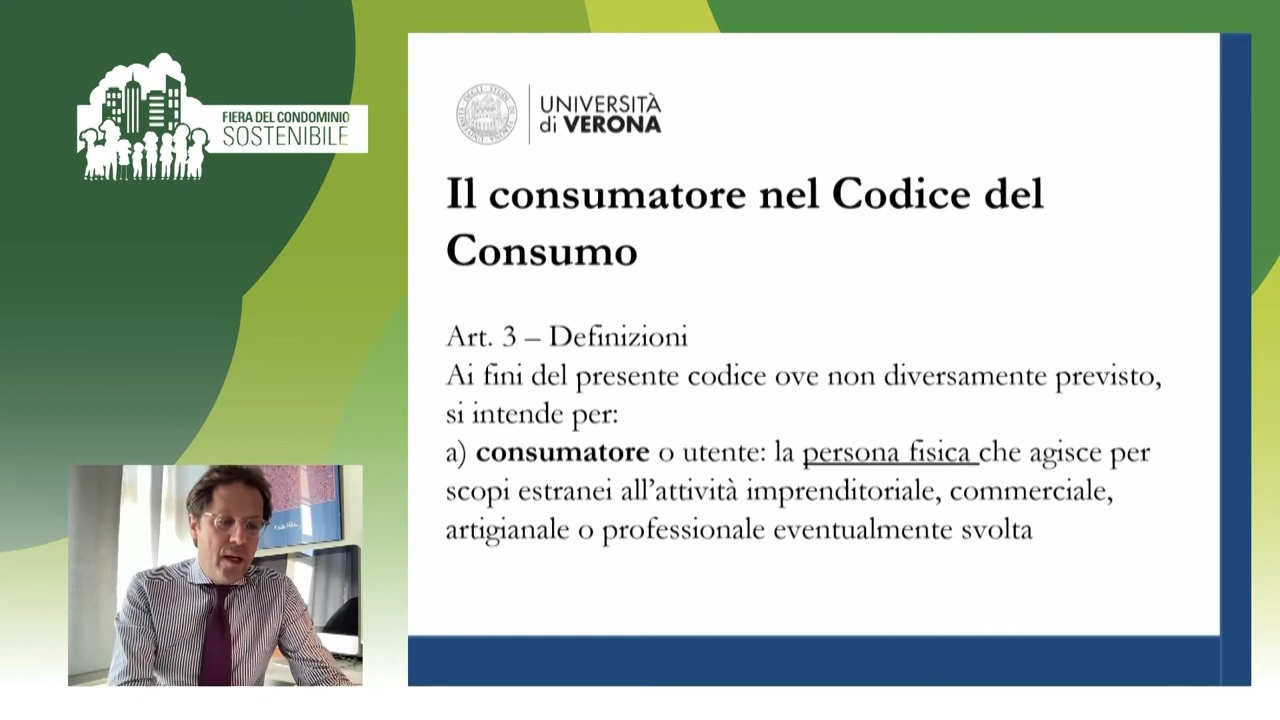 FIERA DEL CONDOMINIO
SOSTENIBILE
UNIVERSITÀ
di VERONA
Il consumatore nel Codice del
Consumo
Art. 3 – Definizioni
Ai fini del presente codice ove non diversamente previsto,
si intende per:
a) consumatore o utente: la persona fisica che agisce per
scopi estranei all'attività imprenditoriale, commerciale,
artigianale o professionale eventualmente svolta